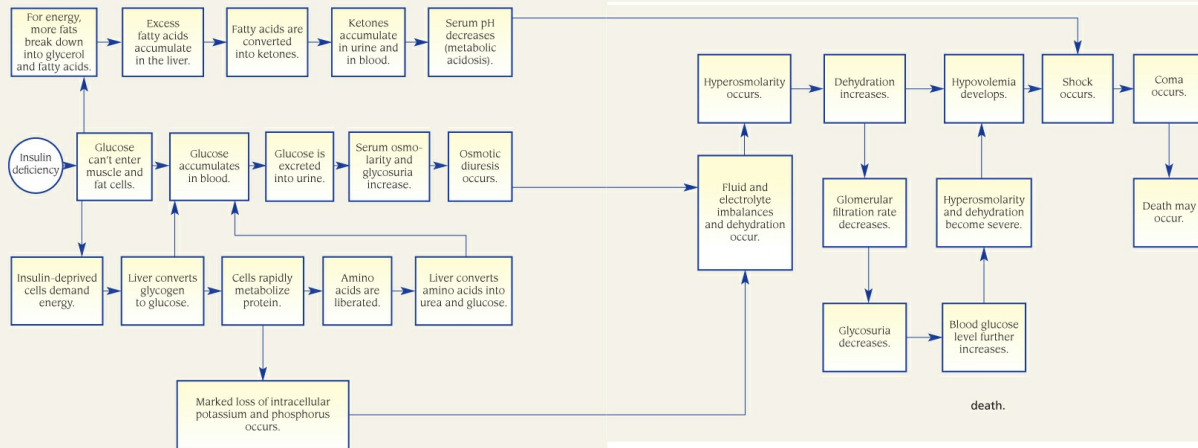 For energy,
more fats
break down
into glycerol
and fatty acids.
Excess
fatty acids
accumulate
in the liver.
Fatty acids are
converted
into ketones.
Ketones
accumulate
in urine and
in blood.
Serum pH
decreases
(metabolic
acidosis).
Insulin
deficiency
Glucose
can't enter
muscle and
fat cells.
Glucose
accumulates
in blood.
Glucose is
excreted
into urine.
Serum osmo-
larity and
glycosuria
increase.
Osmotic
diuresis
occurs.
Insulin-deprived
cells demand
energy.
Liver converts
glycogen
to glucose.
Cells rapidly
metabolize
protein.
Amino
acids are
liberated.
Liver converts
amino acids into
urea and glucose.
Marked loss of intracellular
potassium and phosphorus
occurs.
Fluid and
electrolyte
imbalances
and dehydration
occur.
Hyperosmolarity
occurs.
Dehydration
increases.
Hypovolemia
develops.
Shock
occurs.
Coma
occurs.
Glomerular
filtration rate
decreases.
Hyperosmolarity
and dehydration
become severe.
Death may
occur.
Glycosuria
decreases.
Blood glucose
level further
increases.
death.